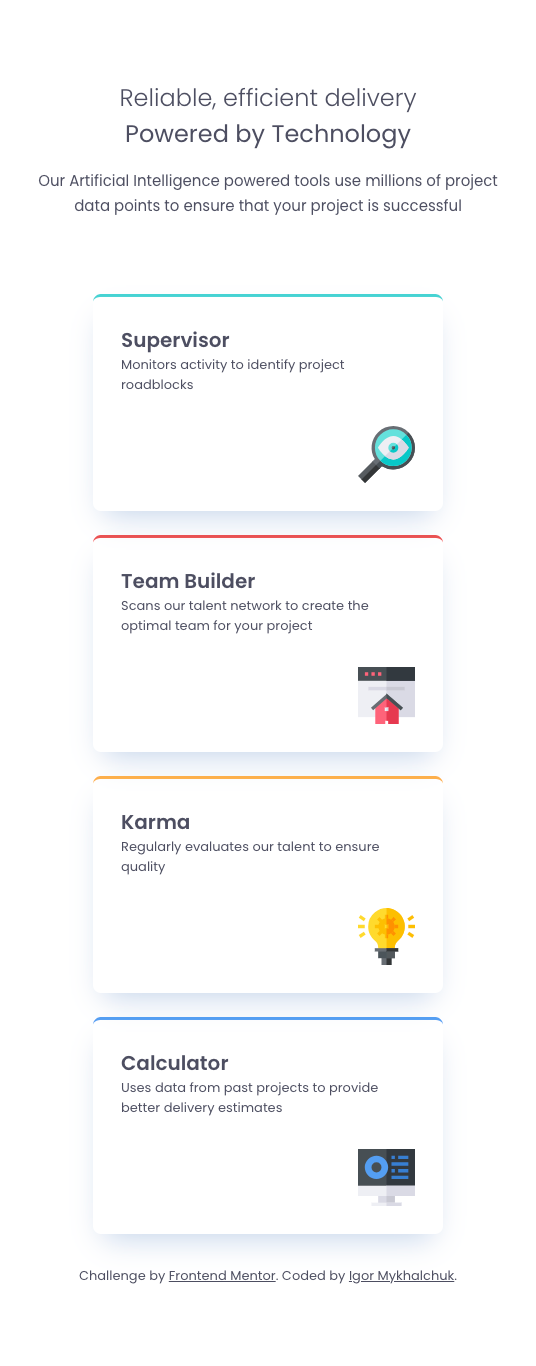 Reliable, efficient delivery
Powered by Technology
Our Artificial Intelligence powered tools use millions of project
data points to ensure that your project is successful
Supervisor
Monitors activity to identify project
roadblocks
Team Builder
Scans our talent network to create the
optimal team for your project
Karma
Regularly evaluates our talent to ensure
quality
Calculator
Uses data from past projects to provide
better delivery estimates
Challenge by Frontend Mentor. Coded by Igor Mykhalchuk.